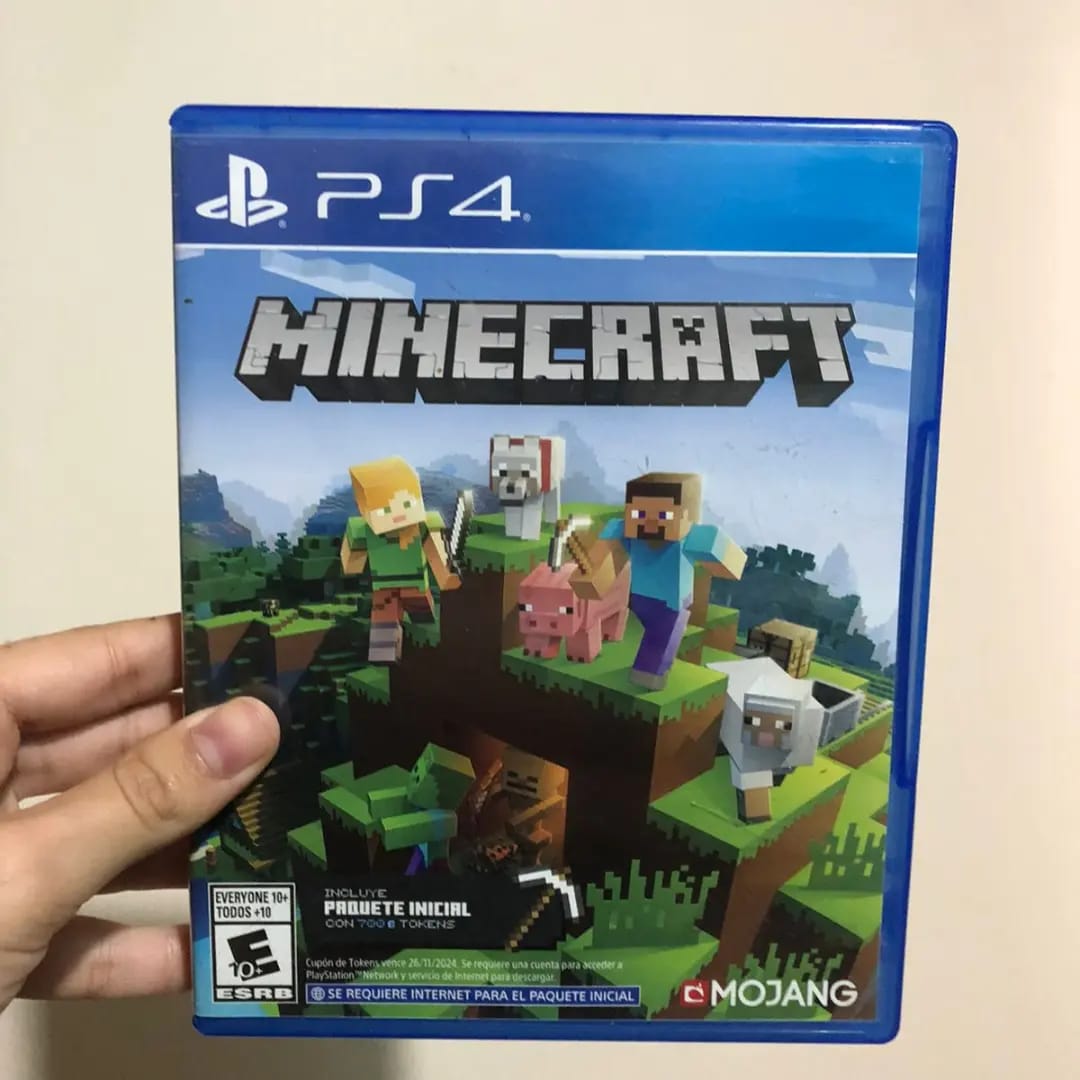 PS4
MINECRAFT
EVERYONE 10+
TODOS +10
E
10+
ESRB
INCLUYE
PAQUETE INICIAL
CON 700 TOKENS
Cupón de Tokens vence 26/11/2024. Se requiere una cuenta para acceder a
PlayStation™Network y servicio de Internet para descargar.
SE REQUIERE INTERNET PARA EL PAQUETE INICIAL
MOJANG